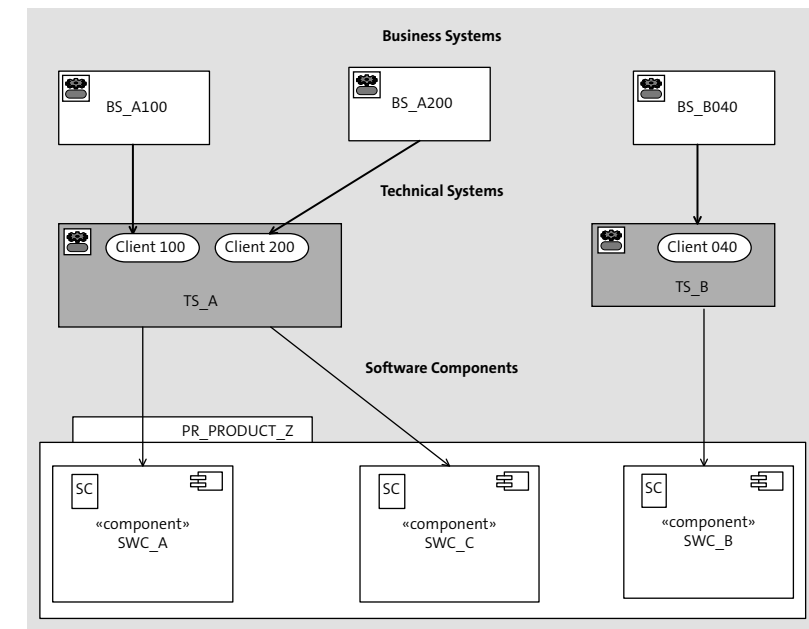 Business Systems
BS_A100
BS_A200
BS_B040
Technical Systems
Client 100
Client 200
Client 040
TS_A
TS_B
Software Components
PR_PRODUCT_Z
SC
SC
SC
«component»
SWC_A
«component»
SWC_C
«component»
SWC_B